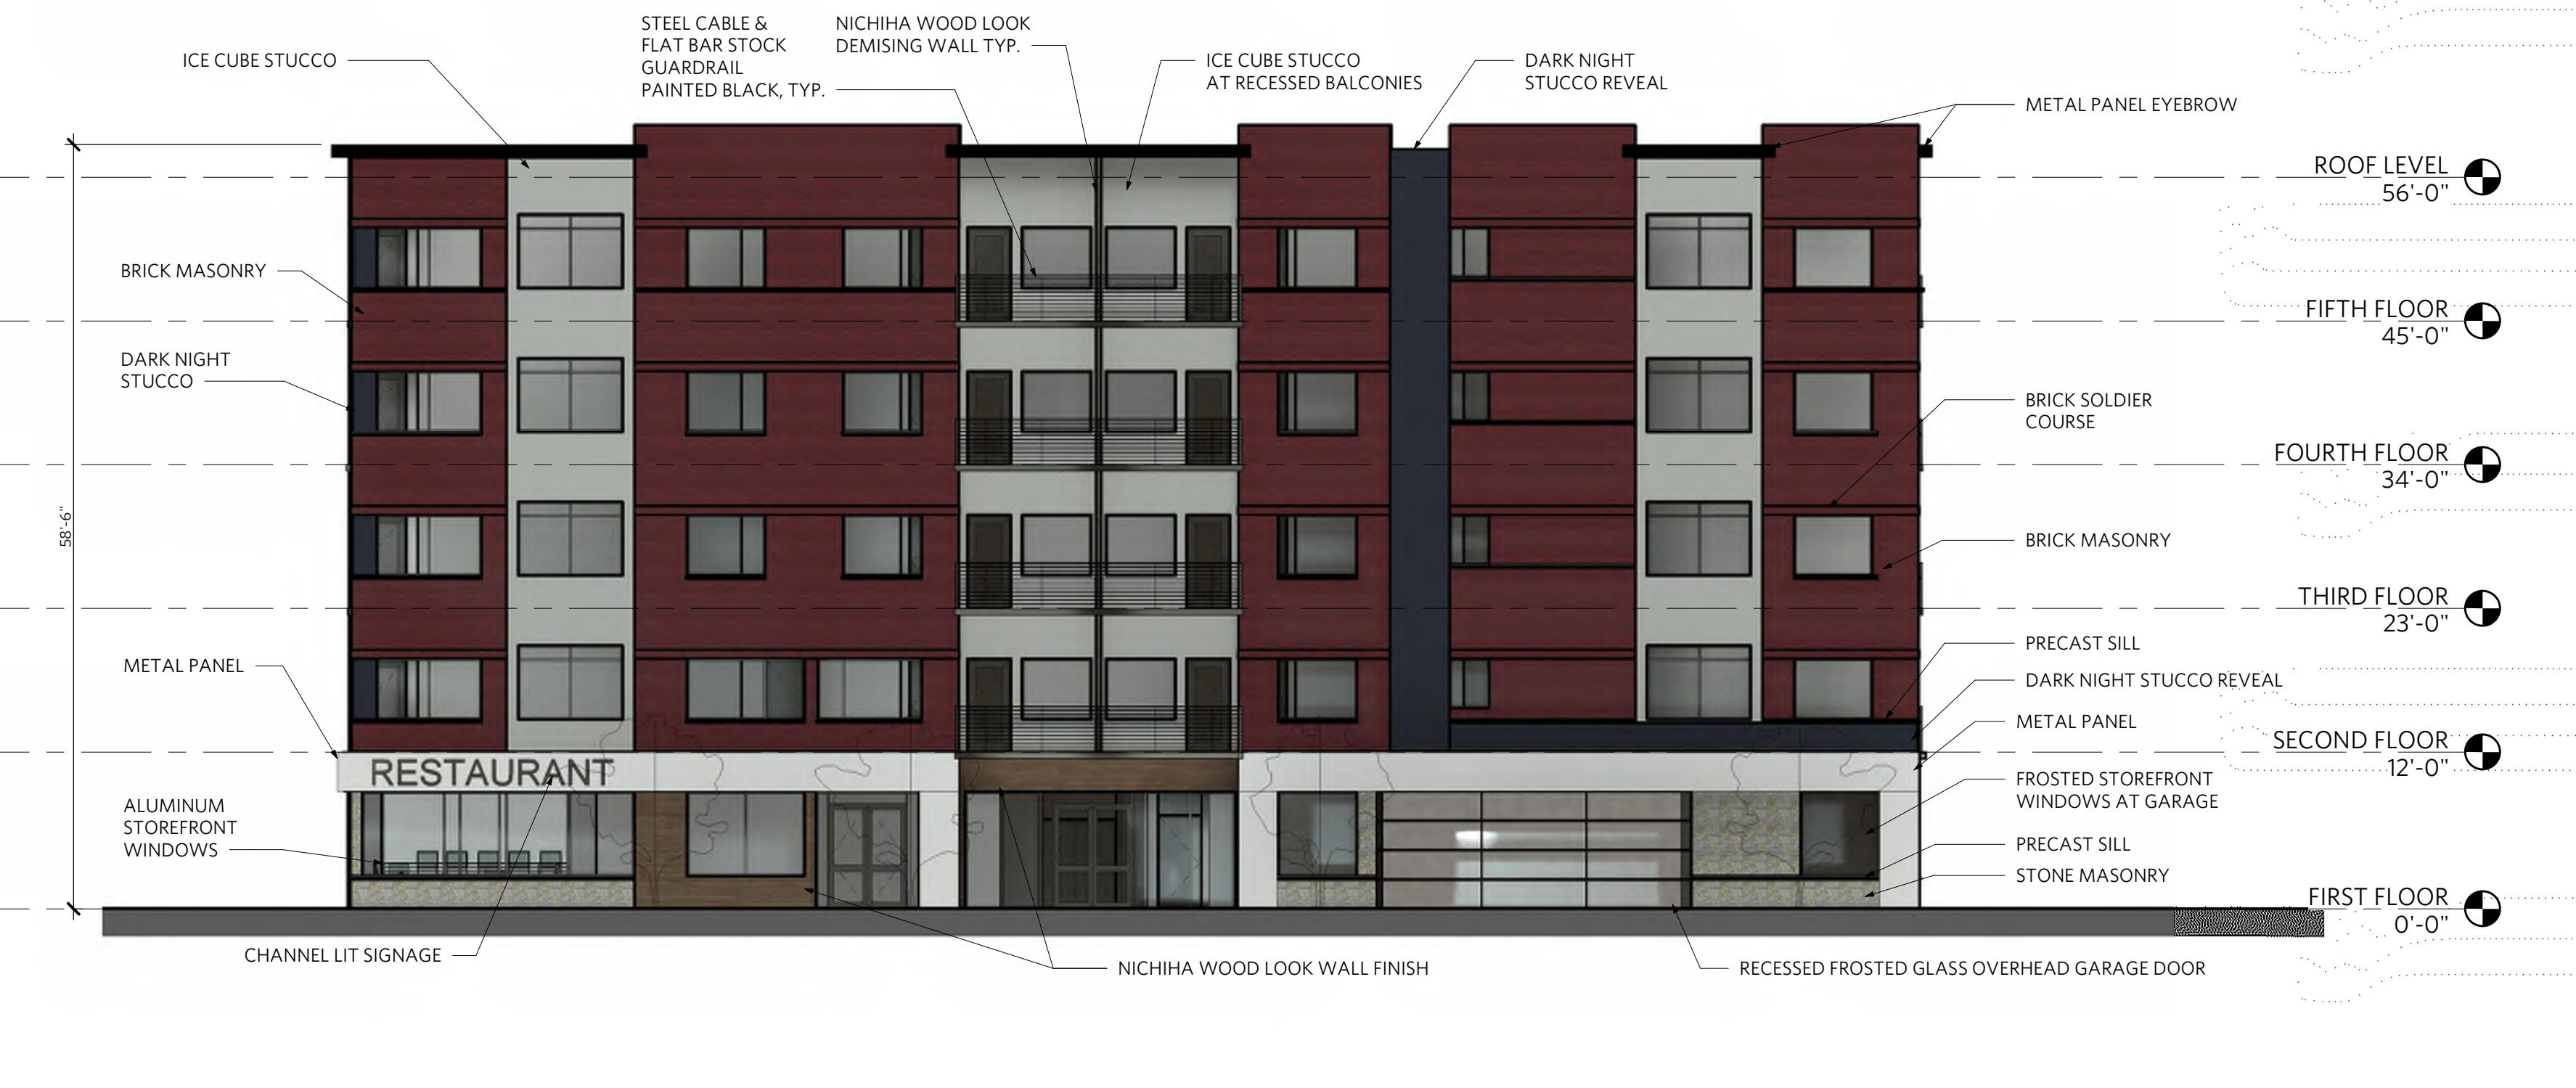 STEEL CABLE &
FLAT BAR STOCK
GUARDRAIL
PAINTED BLACK, TYP.
NICHIHA WOOD LOOK
DEMISING WALL TYP.
ICE CUBE STUCCO
ICE CUBE STUCCO
AT RECESSED BALCONIES
DARK NIGHT
STUCCO REVEAL
METAL PANEL EYEBROW
ROOF LEVEL
56'-0"
BRICK MASONRY
FIFTH FLOOR
45'-0"
DARK NIGHT
STUCCO
BRICK SOLDIER
COURSE
FOURTH FLOOR
34'-0"
58'-6"
BRICK MASONRY
THIRD FLOOR
23'-0"
PRECAST SILL
METAL PANEL
DARK NIGHT STUCCO REVEAL
METAL PANEL
SECOND FLOOR
12'-0"
RESTAURANT
FROSTED STOREFRONT
WINDOWS AT GARAGE
ALUMINUM
STOREFRONT
WINDOWS
PRECAST SILL
STONE MASONRY
FIRST FLOOR
0'-0"
CHANNEL LIT SIGNAGE
NICHIHA WOOD LOOK WALL FINISH
RECESSED FROSTED GLASS OVERHEAD GARAGE DOOR